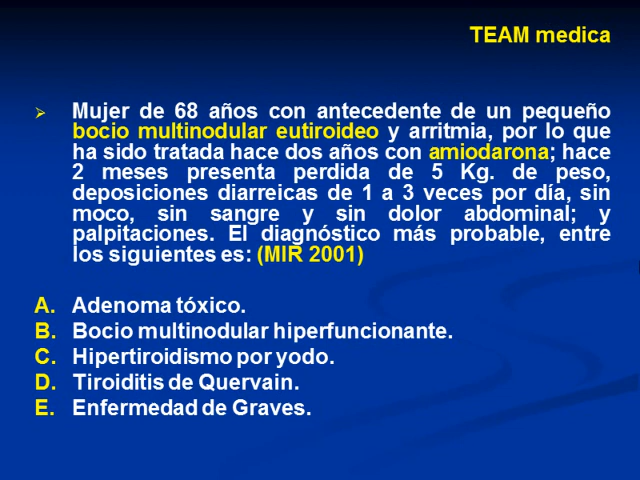 TEAM medica
Mujer de 68 años con antecedente de un pequeño
bocio multinodular eutiroideo y arritmia, por lo que
ha sido tratada hace dos años con amiodarona; hace
2 meses presenta perdida de 5 Kg. de peso,
deposiciones diarreicas de 1 a 3 veces por día, sin
moco, sin sangre y sin dolor abdominal; y
palpitaciones. El diagnóstico más probable, entre
los siguientes es: (MIR 2001)
A. Adenoma tóxico.
B. Bocio multinodular hiperfuncionante.
C. Hipertiroidismo por yodo.
D. Tiroiditis de Quervain.
E. Enfermedad de Graves.